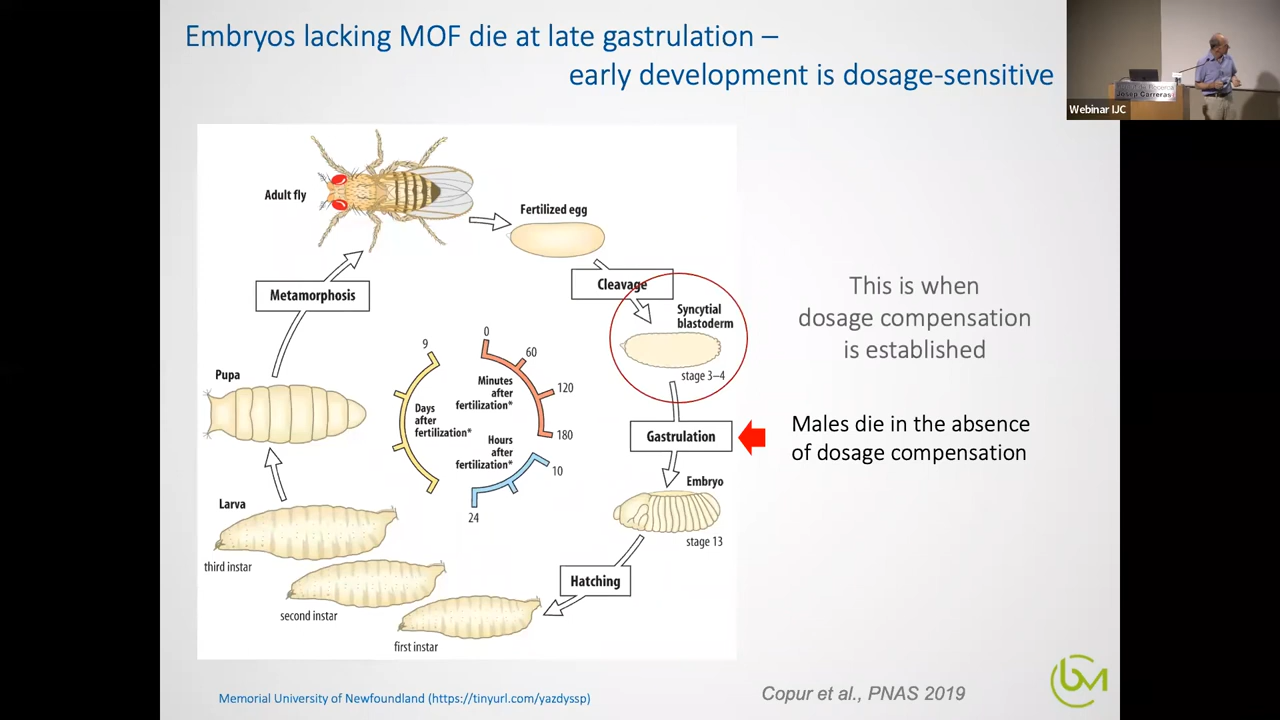 Embryos lacking MOF die at late gastrulation –
early development is dosage-sensitive
Josep Carreras
Webinar IJC
Adult fly
Fertilized egg
Cleavage
Syncytial
blastoderm
stage 3–4
Metamorphosis
0
60
120
180
Minutes
after
fertilization*
9
Days
after
fertilization*
Hours
after
fertilization*
10
24
Pupa
Gastrulation
Embryo
stage 13
Larva
third instar
second instar
first instar
Hatching
This is when
dosage compensation
is established
Males die in the absence
of dosage compensation
Memorial University of Newfoundland (https://tinyurl.com/yazdyssp)
Copur et al., PNAS 2019
bm